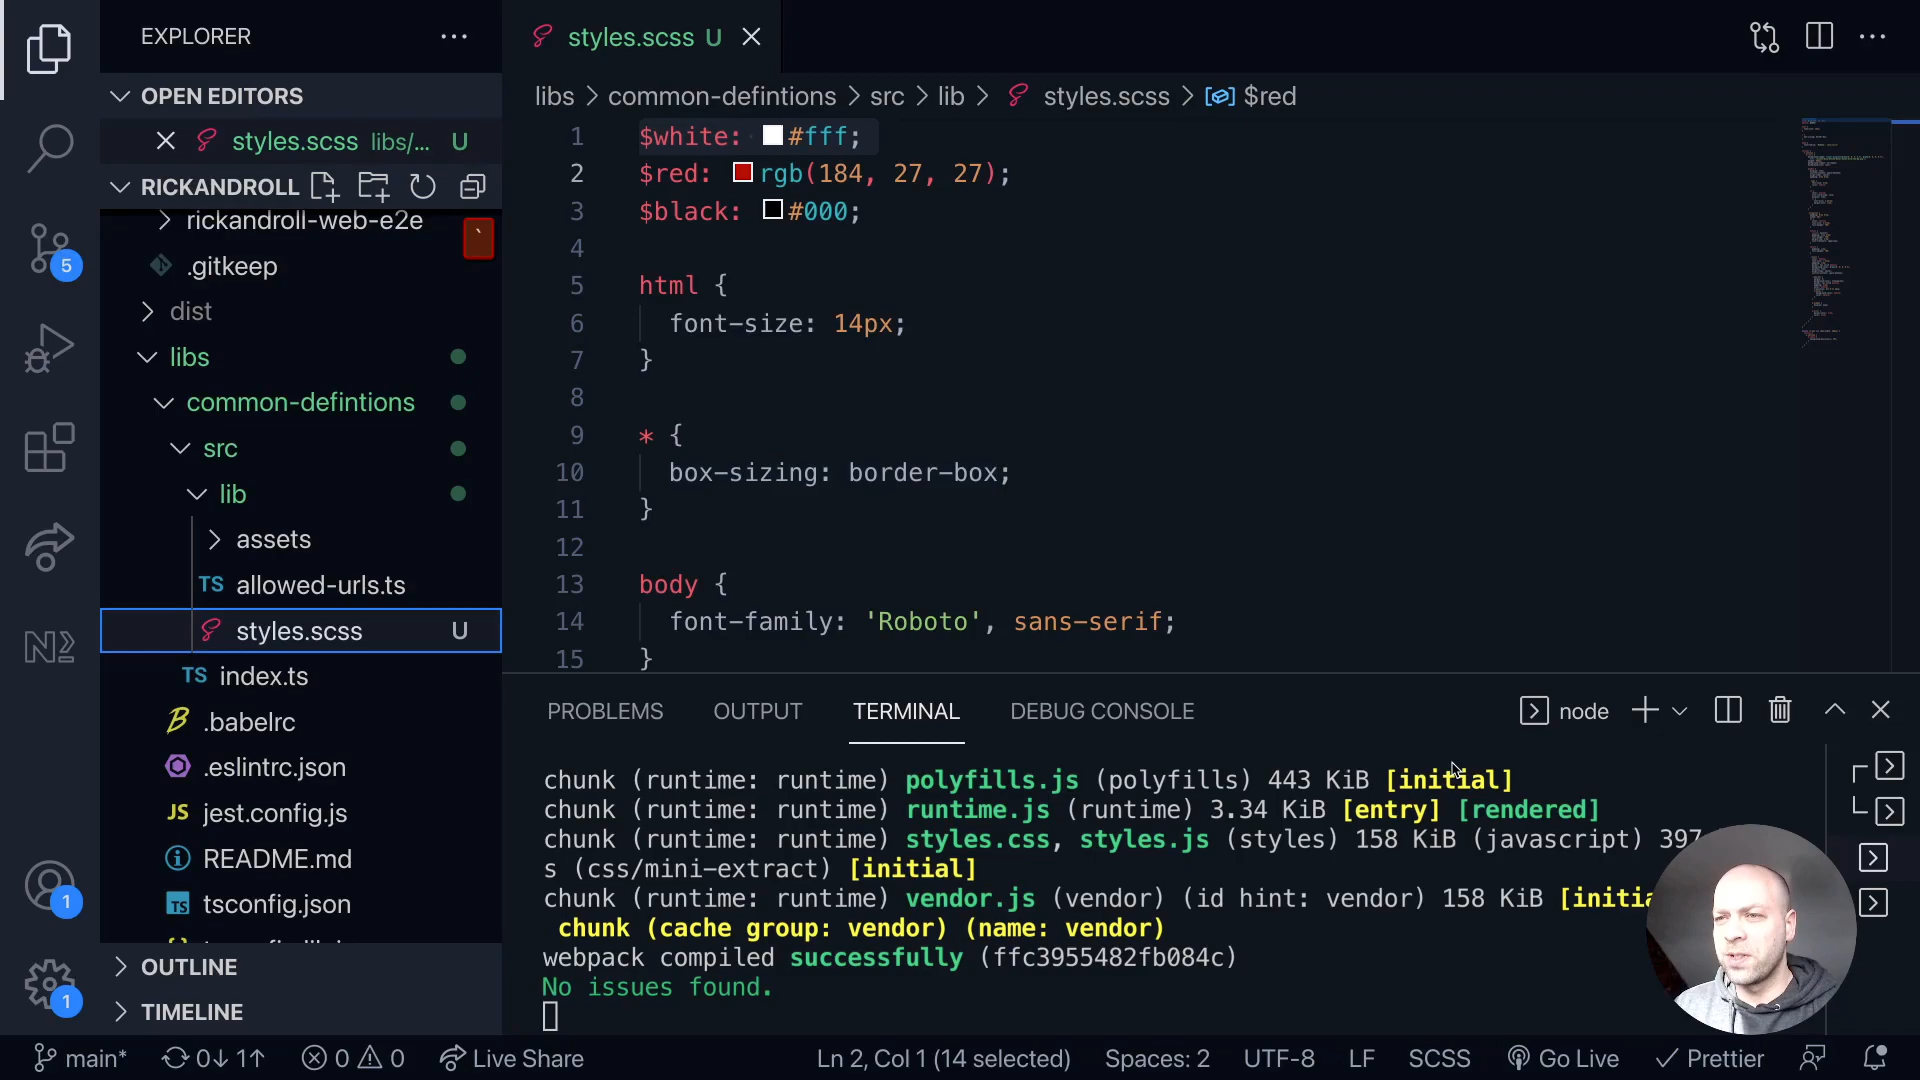 EXPLORER
OPEN EDITORS
styles.scss libs/... U
RICKANDROLL
rickandroll-web-e2e
.gitkeep
dist
libs
common-defintions
src
lib
assets
TS allowed-urls.ts
styles.scss U
TS index.ts
.babelrc
.eslintrc.json
JS jest.config.js
README.md
TS tsconfig.json
OUTLINE
TIMELINE
5
1
1
styles.scss U
libs > common-defintions > src > lib > styles.scss > $red
1 $white: #fff;
2 $red: rgb(184, 27, 27);
3 $black: #000;
4
5 html {
6 font-size: 14px;
7 }
8
9 * {
10 box-sizing: border-box;
11 }
12
13 body {
14 font-family: 'Roboto', sans-serif;
15 }
PROBLEMS OUTPUT TERMINAL DEBUG CONSOLE node
chunk (runtime: runtime) polyfills.js (polyfills) 443 KiB [initial]
chunk (runtime: runtime) runtime.js (runtime) 3.34 KiB [entry] [rendered]
chunk (runtime: runtime) styles.css, styles.js (styles) 158 KiB (javascript) 397
s (css/mini-extract) [initial]
chunk (runtime: runtime) vendor.js (vendor) (id hint: vendor) 158 KiB
chunk (cache group: vendor) (name: vendor)
webpack compiled successfully (ffc3955482fb084c)
No issues found.
main* 0↓ 1↑ 0 0 Live Share Ln 2, Col 1 (14 selected) Spaces: 2 UTF-8 LF SCSS Go Live Prettier